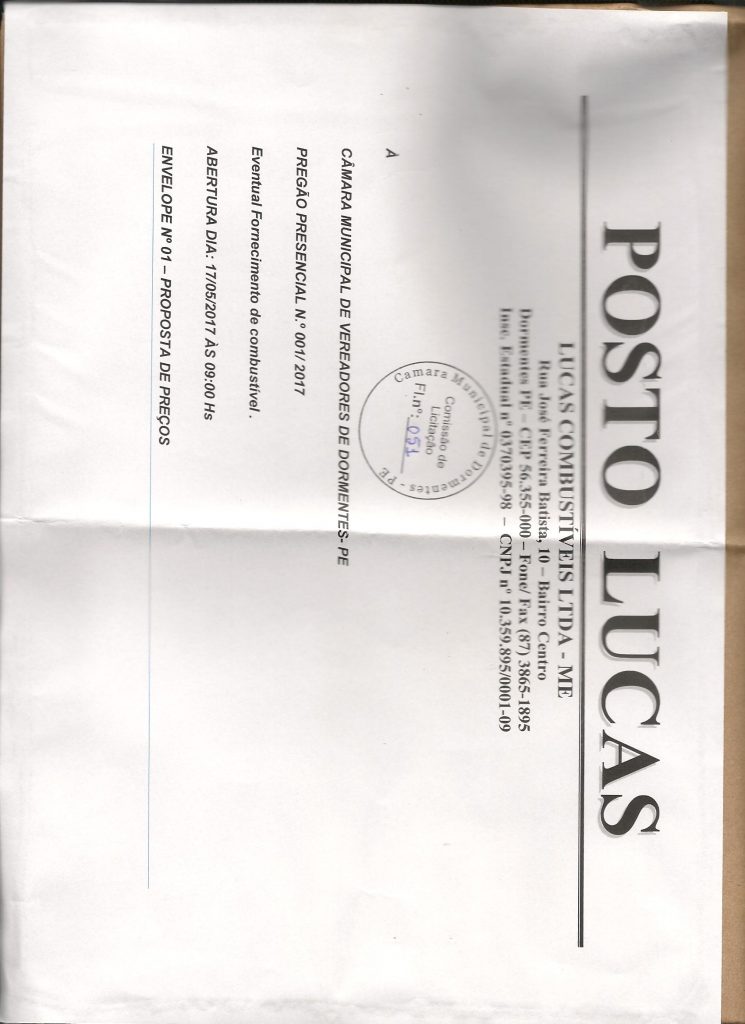 POSTO LUCAS
LUCAS COMBUSTÍVEIS LTDA - ME
Rua José Ferreira Batista, 10 – Bairro Centro
Dormentes PE – CEP 56.355-000 – Fone/ Fax (87) 3865-1895
Insc. Estadual nº 0370395-98 – CNPJ nº 10.359.895/0001-09
Camara Municipal de Dormentes - PE
Comissão de
Licitação
Fl.nº: 051
À
CÂMARA MUNICIPAL DE VEREADORES DE DORMENTES- PE
PREGÃO PRESENCIAL N.º 001/ 2017
Eventual Fornecimento de combustível .
ABERTURA DIA: 17/05/2017 ÀS 09:00 Hs
ENVELOPE Nº 01 – PROPOSTA DE PREÇOS